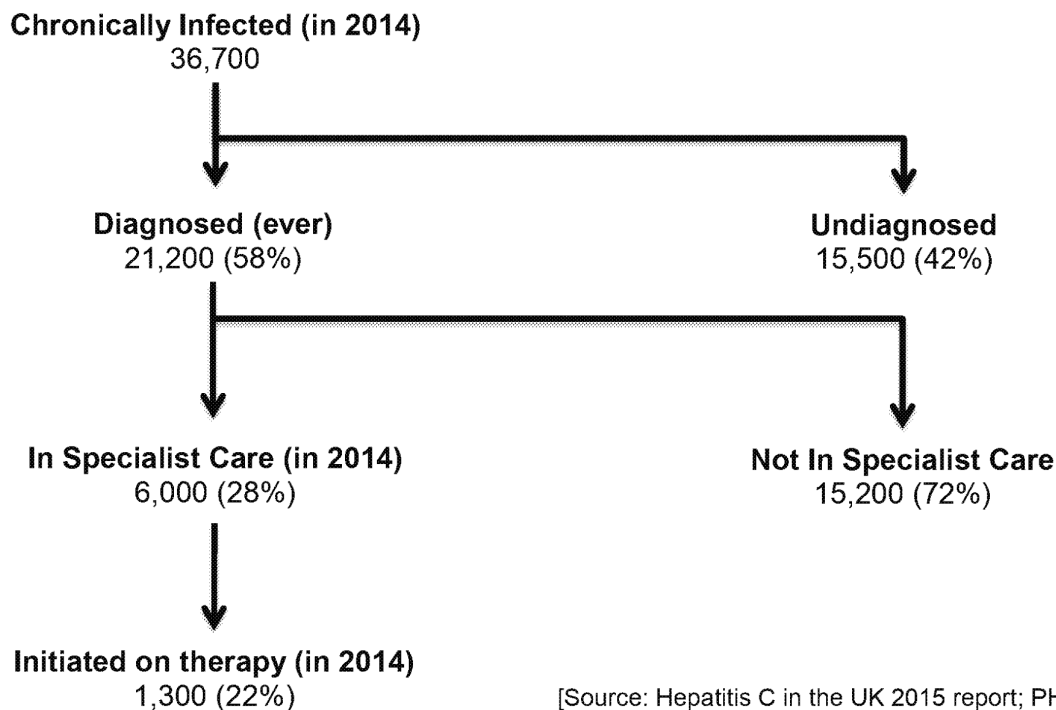 Chronically Infected (in 2014)
36,700
Diagnosed (ever)
21,200 (58%)
Undiagnosed
15,500 (42%)
In Specialist Care (in 2014)
6,000 (28%)
Not In Specialist Care
15,200 (72%)
Initiated on therapy (in 2014)
1,300 (22%)
[Source: Hepatitis C in the UK 2015 report;